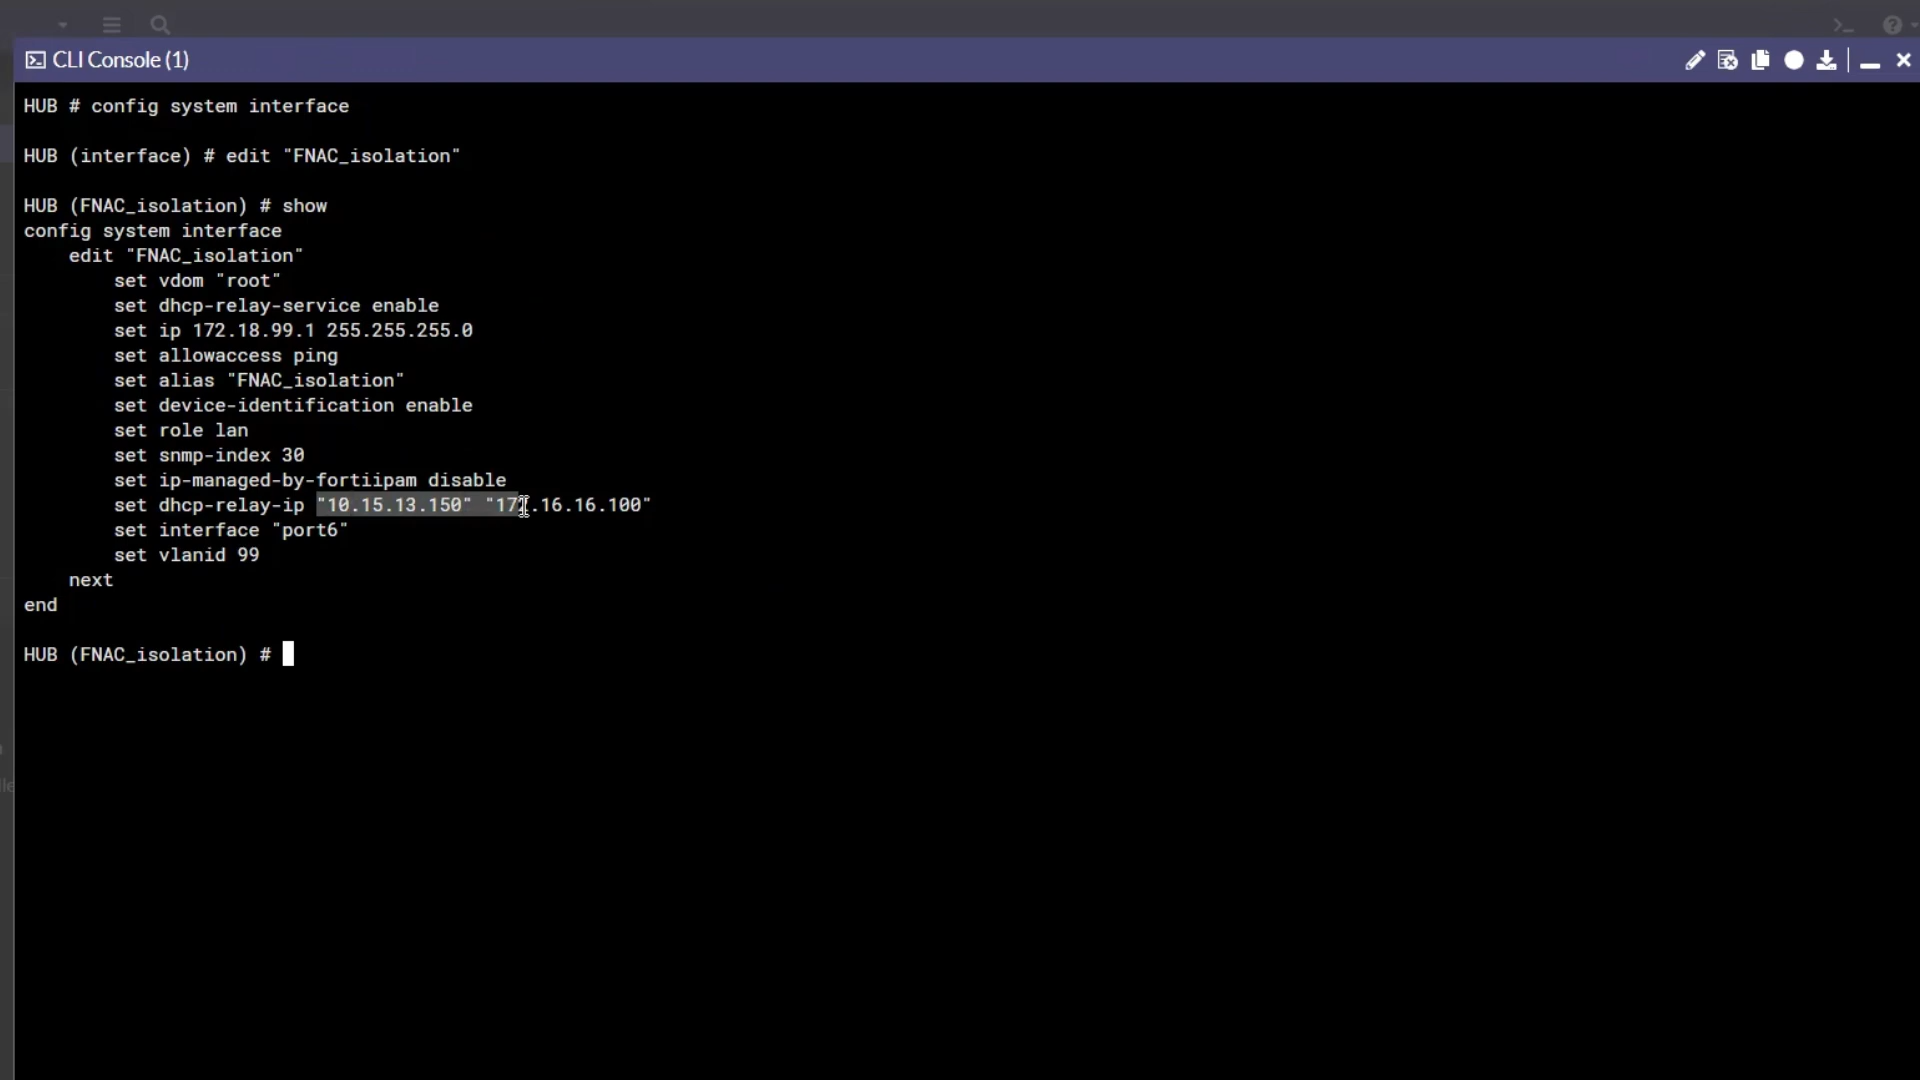 CLI Console (1)
HUB # config system interface
HUB (interface) # edit "FNAC_isolation"
HUB (FNAC_isolation) # show
config system interface
    edit "FNAC_isolation"
        set vdom "root"
        set dhcp-relay-service enable
        set ip 172.18.99.1 255.255.255.0
        set allowaccess ping
        set alias "FNAC_isolation"
        set device-identification enable
        set role lan
        set snmp-index 30
        set ip-managed-by-fortiipam disable
        set dhcp-relay-ip "10.15.13.150" "172.16.16.100"
        set interface "port6"
        set vlanid 99
    next
end
HUB (FNAC_isolation) #